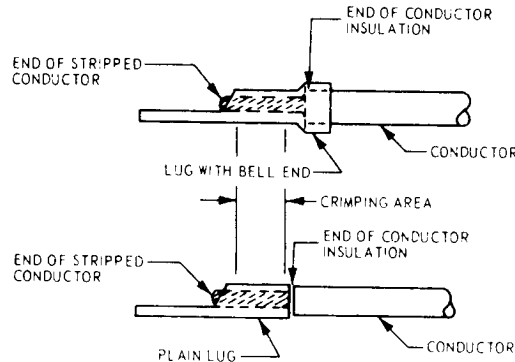 END OF CONDUCTOR
INSULATION
END OF STRIPPED
CONDUCTOR
CONDUCTOR
LUG WITH BELL END
CRIMPING AREA
END OF CONDUCTOR
INSULATION
END OF STRIPPED
CONDUCTOR
CONDUCTOR
PLAIN LUG